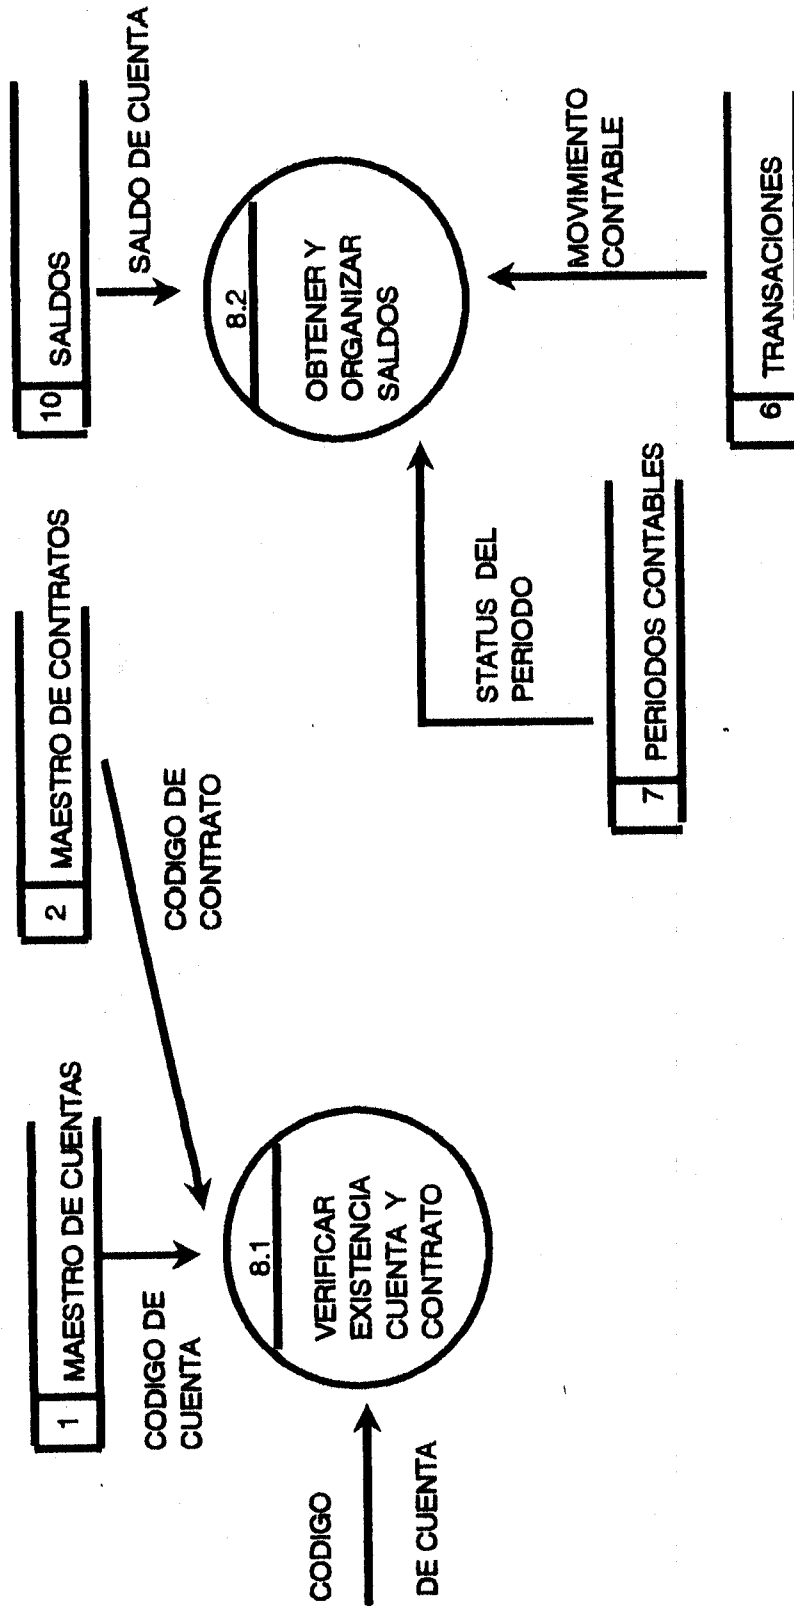 1
MAESTRO DE CUENTAS
2
MAESTRO DE CONTRATOS
10
SALDOS
CODIGO DE
CUENTA
CODIGO DE
CONTRATO
SALDO DE CUENTA
CODIGO
DE CUENTA
8.1
VERIFICAR
EXISTENCIA
CUENTA Y
CONTRATO
8.2
OBTENER Y
ORGANIZAR
SALDOS
STATUS DEL
PERIODO
MOVIMIENTO
CONTABLE
7
PERIODOS CONTABLES
6
TRANSACIONES